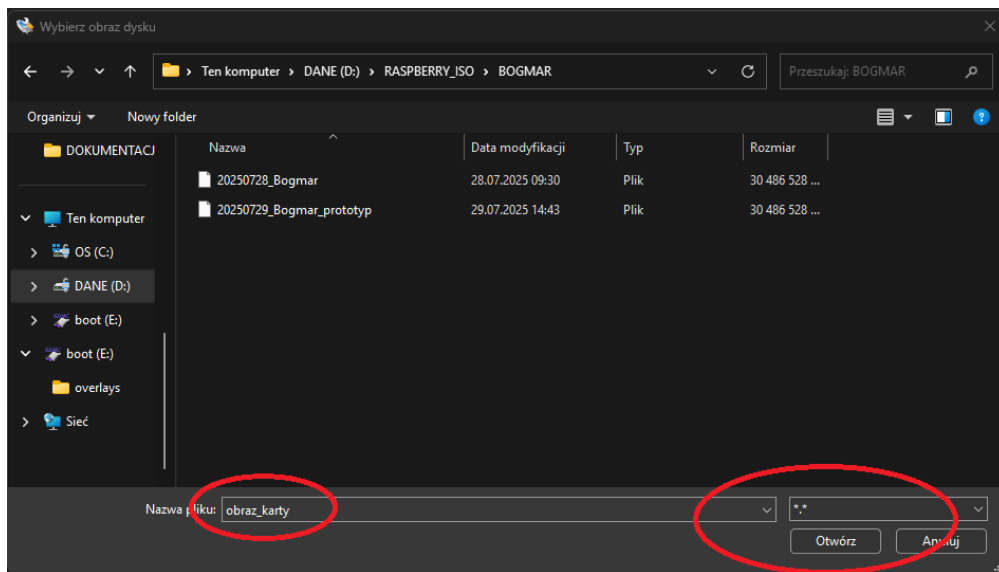 Wybierz obraz dysku
Ten komputer › DANE (D:) › RASPBERRY_ISO › BOGMAR
Przeszukaj: BOGMAR
Organizuj Nowy folder
DOKUMENTACJ
Nazwa Data modyfikacji Typ Rozmiar
20250728_Bogmar 28.07.2025 09:30 Plik 30 486 528 ...
20250729_Bogmar_prototyp 29.07.2025 14:43 Plik 30 486 528 ...
Ten komputer
OS (C:)
DANE (D:)
boot (E:)
boot (E:)
overlays
Sieć
Nazwa pliku: obraz_karty *.*
Otwórz Anuluj